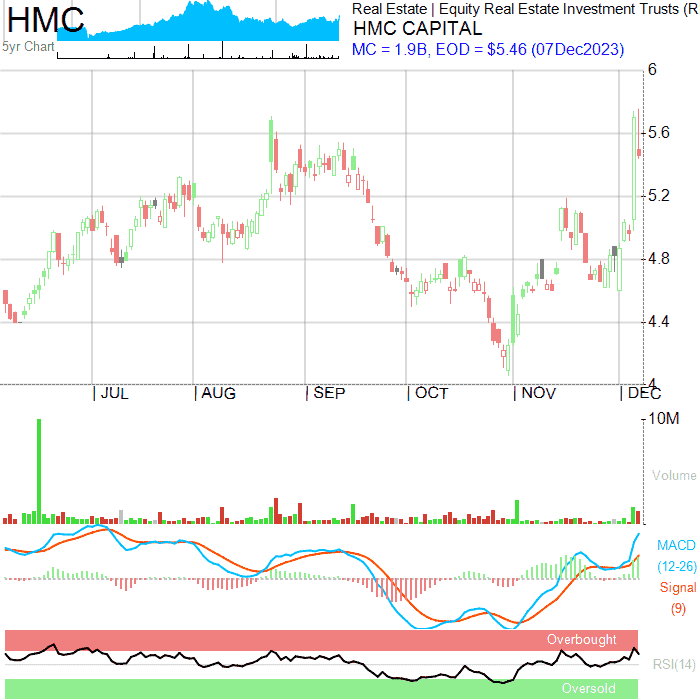 HMC
5yr Chart
Real Estate | Equity Real Estate Investment Trusts (R
HMC CAPITAL
MC = 1.9B, EOD = $5.46 (07Dec2023)
6
5.6
5.2
4.8
4.4
4
JUL
AUG
SEP
OCT
NOV
DEC
10M
Volume
MACD
(12-26)
Signal
(9)
Overbought
RSI(14)
Oversold